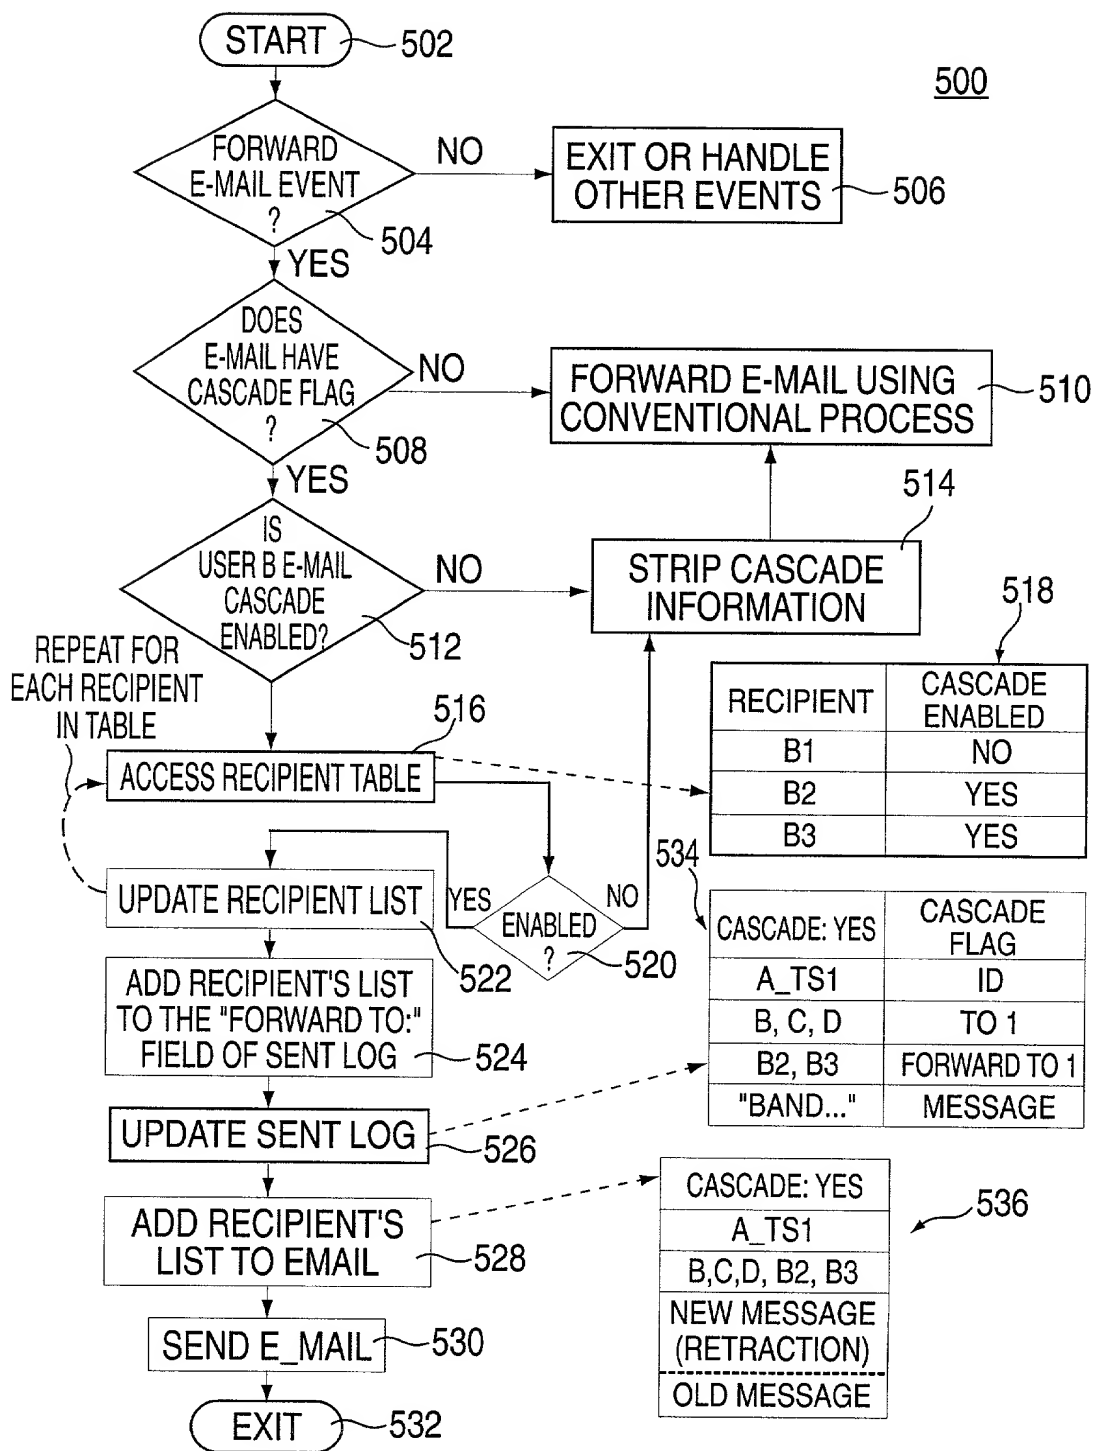 START
502
500
FORWARD
E-MAIL EVENT
?
504
NO
EXIT OR HANDLE
OTHER EVENTS
506
YES
DOES
E-MAIL HAVE
CASCADE FLAG
?
508
NO
FORWARD E-MAIL USING
CONVENTIONAL PROCESS
510
YES
IS
USER B E-MAIL
CASCADE
ENABLED?
512
NO
STRIP CASCADE
INFORMATION
514
REPEAT FOR
EACH RECIPIENT
IN TABLE
516
ACCESS RECIPIENT TABLE
518
RECIPIENT CASCADE
ENABLED
B1 NO
B2 YES
B3 YES
UPDATE RECIPIENT LIST
522
YES
NO
ENABLED
?
520
534
CASCADE: YES CASCADE
FLAG
A_TS1 ID
B, C, D TO 1
B2, B3 FORWARD TO 1
"BAND..." MESSAGE
ADD RECIPIENT'S LIST
TO THE "FORWARD TO:"
FIELD OF SENT LOG
524
UPDATE SENT LOG
526
ADD RECIPIENT'S
LIST TO EMAIL
528
CASCADE: YES
536
A_TS1
B,C,D, B2, B3
NEW MESSAGE
(RETRACTION)
OLD MESSAGE
SEND E_MAIL
530
EXIT
532